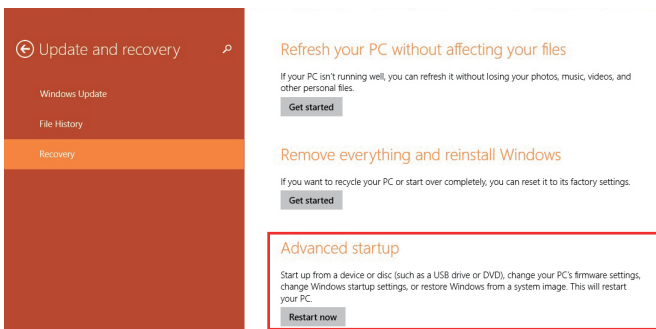 Update and recovery
Windows Update
File History
Recovery
Refresh your PC without affecting your files
If your PC isn't running well, you can refresh it without losing your photos, music, videos, and
other personal files.
Get started
Remove everything and reinstall Windows
If you want to recycle your PC or start over completely, you can reset it to its factory settings.
Get started
Advanced startup
Start up from a device or disc (such as a USB drive or DVD), change your PC's firmware settings,
change Windows startup settings, or restore Windows from a system image. This will restart
your PC.
Restart now